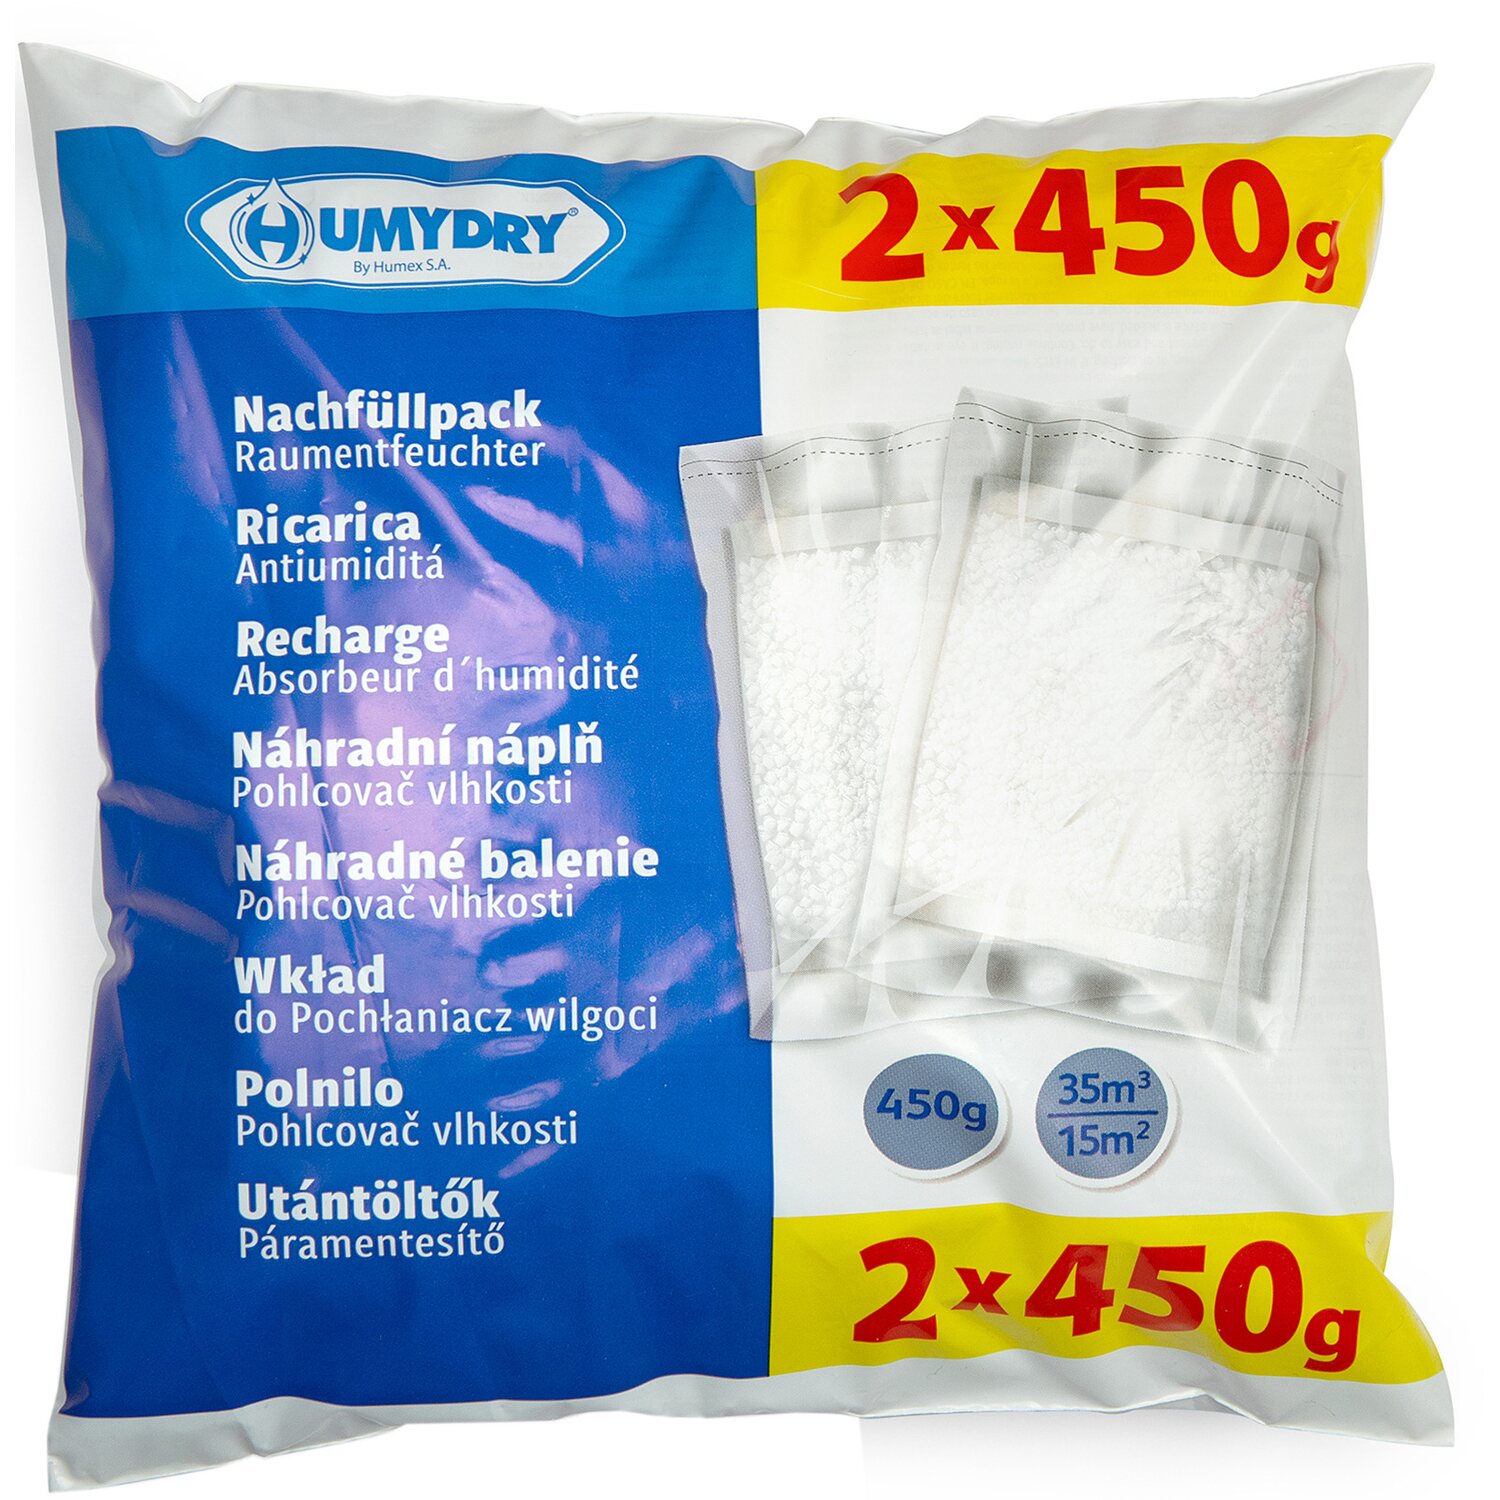 HUMYDRY®
By Humex S.A.
2 x 450g
Nachfüllpack
Raumentfeuchter
Ricarica
Antiumiditá
Recharge
Absorbeur d´humidité
Náhradní náplň
Pohlcovač vlhkosti
Náhradné balenie
Pohlcovač vlhkosti
Wkład
do Pochłaniacz wilgoci
Polnilo
Pohlcovač vlhkosti
Utántöltők
Páramentesítő
450g
35m³
15m²
2 x 450g